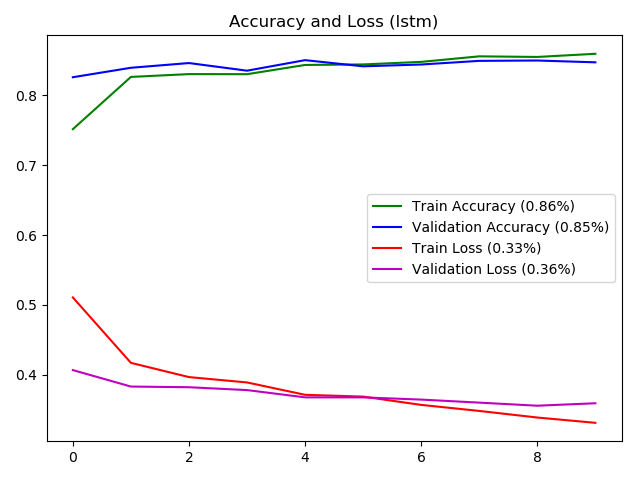 Accuracy and Loss (lstm)
0.8
0.7
0.6
0.5
0.4
Train Accuracy (0.86%)
Validation Accuracy (0.85%)
Train Loss (0.33%)
Validation Loss (0.36%)
0 2 4 6 8